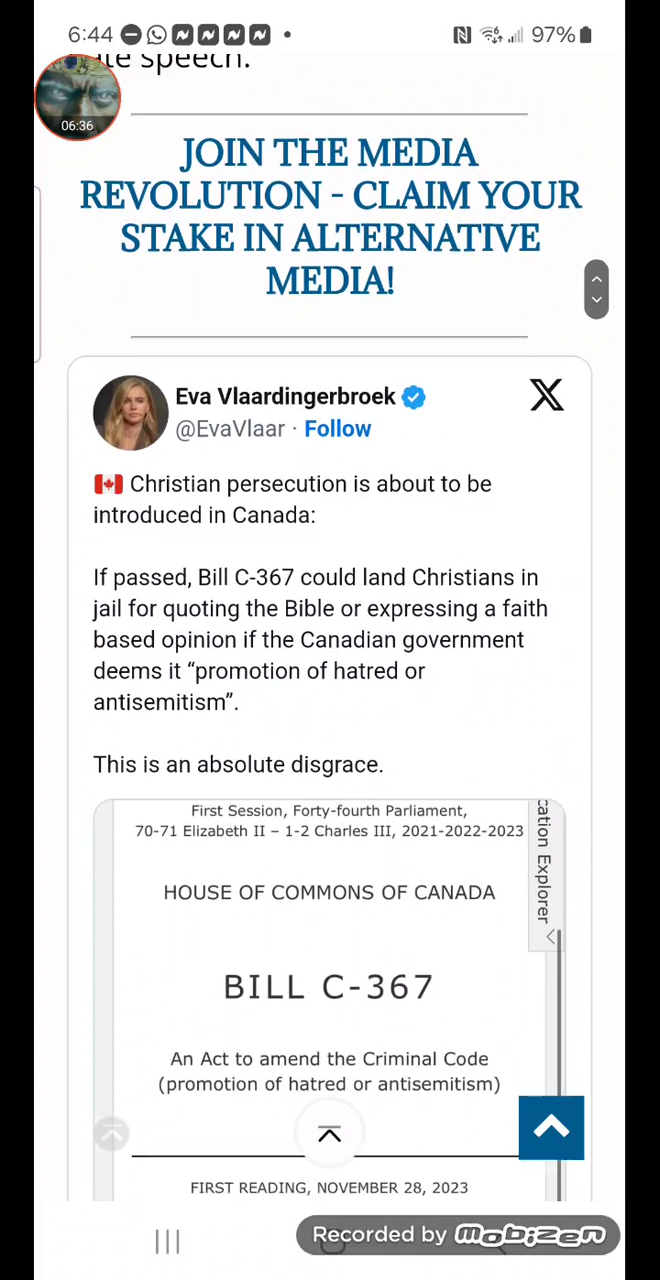 6:44
97%
ate speech.
06:36
JOIN THE MEDIA
REVOLUTION - CLAIM YOUR
STAKE IN ALTERNATIVE
MEDIA!
Eva Vlaardingerbroek
@EvaVlaar · Follow
Christian persecution is about to be
introduced in Canada:
If passed, Bill C-367 could land Christians in
jail for quoting the Bible or expressing a faith
based opinion if the Canadian government
deems it “promotion of hatred or
antisemitism”.
This is an absolute disgrace.
First Session, Forty-fourth Parliament,
70-71 Elizabeth II – 1-2 Charles III, 2021-2022-2023
cation Explorer
HOUSE OF COMMONS OF CANADA
BILL C-367
An Act to amend the Criminal Code
(promotion of hatred or antisemitism)
FIRST READING, NOVEMBER 28, 2023
Recorded by mobizen